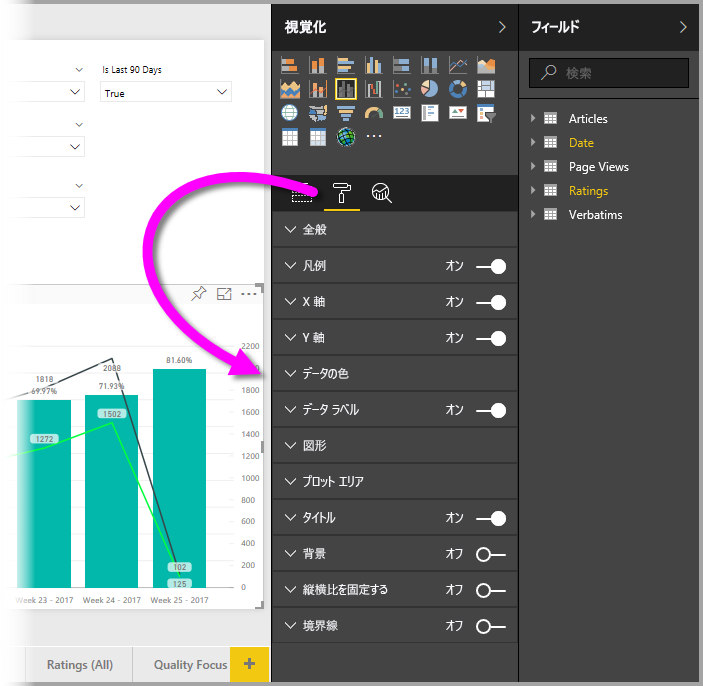 Is Last 90 Days
True
2200
1800
1600
1400
1200
1000
800
600
400
200
0
1818
69.97%
2088
71.93%
81.60%
1272
1502
102
125
Week 23 - 2017
Week 24 - 2017
Week 25 - 2017
Ratings (All)
Quality Focus
+
視覚化
123
全般
凡例 オン
X 軸 オン
Y 軸 オン
データの色
データ ラベル オン
図形
プロット エリア
タイトル オン
背景 オフ
縦横比を固定する オフ
境界線 オフ
フィールド
検索
Articles
Date
Page Views
Ratings
Verbatims